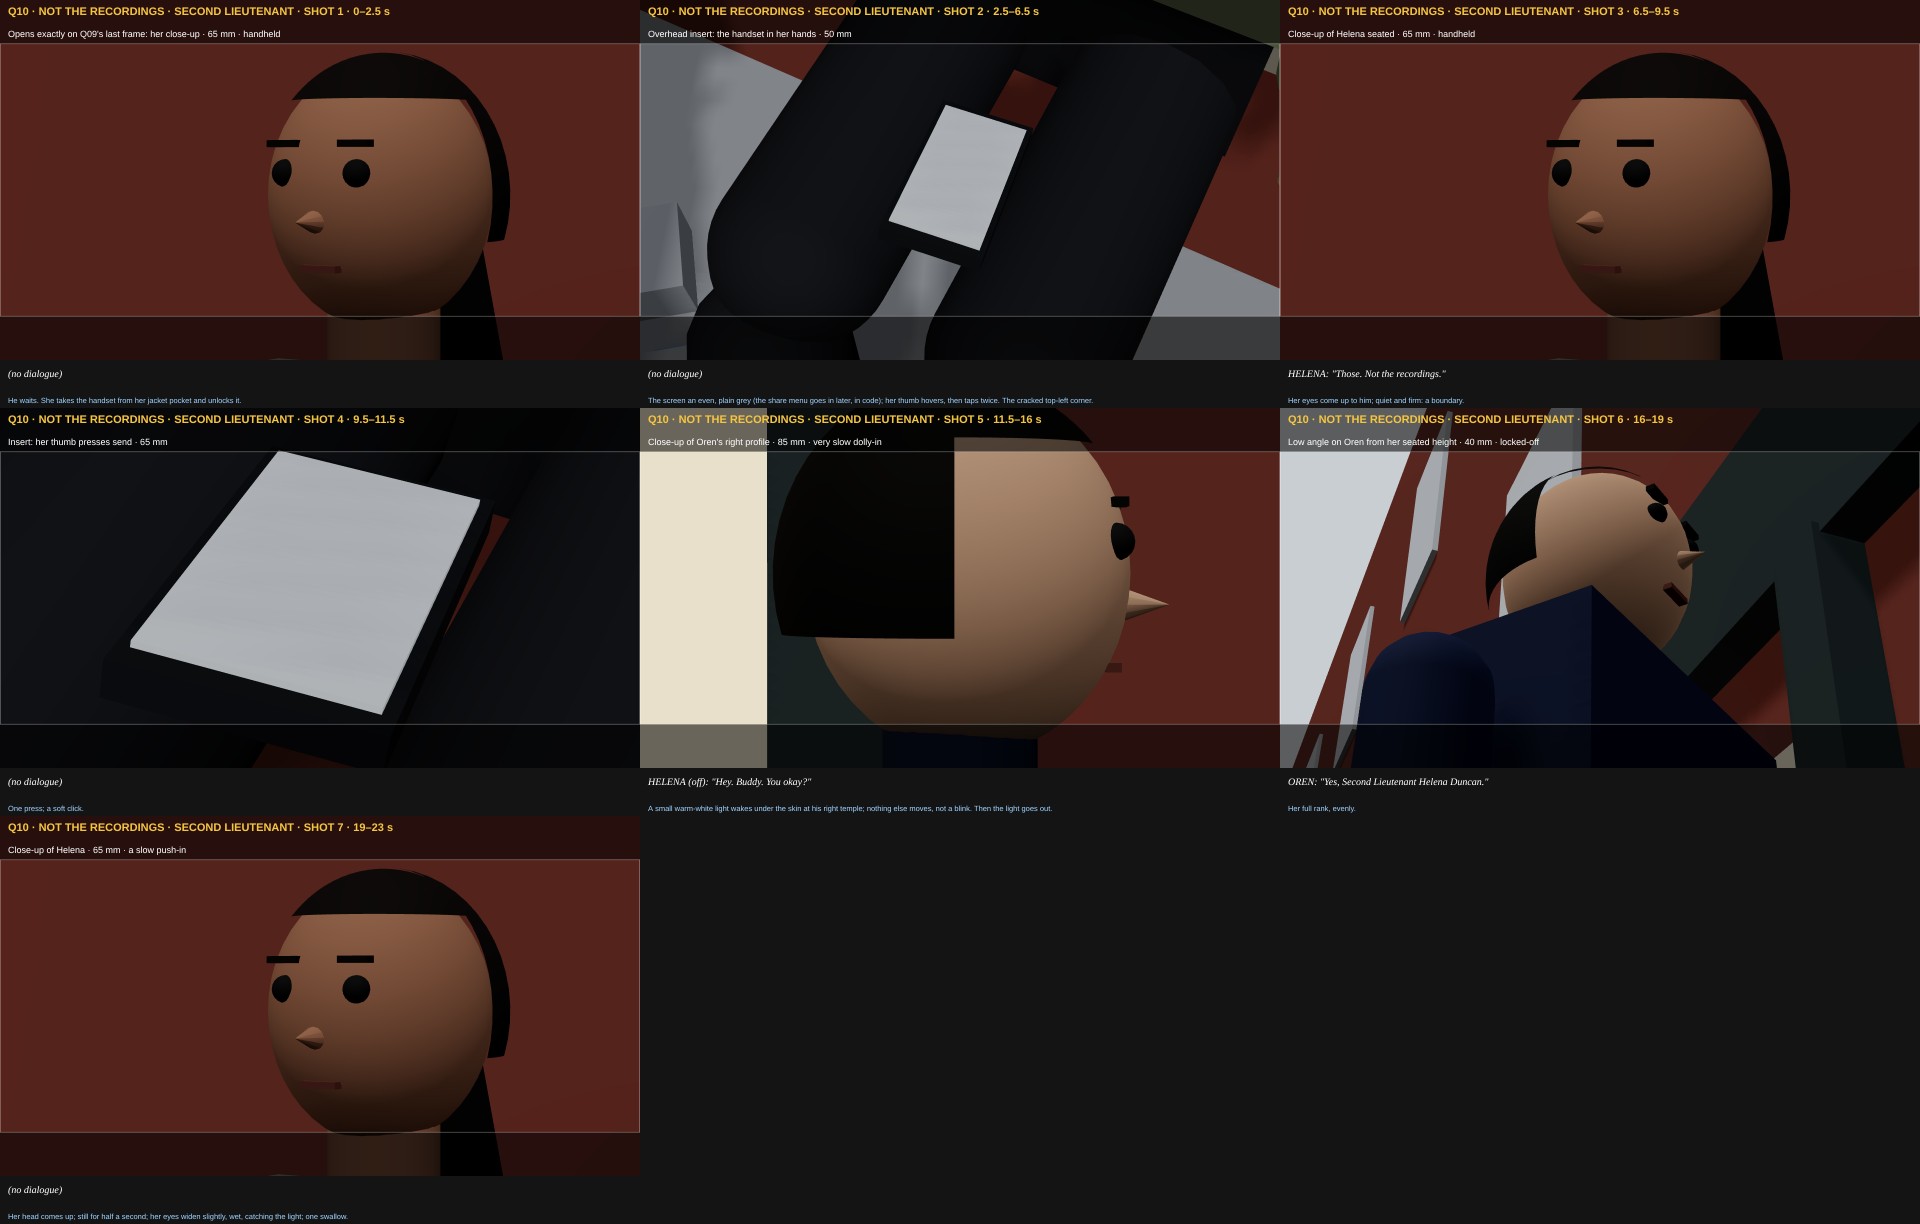 Q10 · NOT THE RECORDINGS · SECOND LIEUTENANT · SHOT 1 · 0–2.5 s
Opens exactly on Q09's last frame: her close-up · 65 mm · handheld
(no dialogue)
He waits. She takes the handset from her jacket pocket and unlocks it.
Q10 · NOT THE RECORDINGS · SECOND LIEUTENANT · SHOT 2 · 2.5–6.5 s
Overhead insert: the handset in her hands · 50 mm
(no dialogue)
The screen an even, plain grey (the share menu goes in later, in code); her thumb hovers, then taps twice. The cracked top-left corner.
Q10 · NOT THE RECORDINGS · SECOND LIEUTENANT · SHOT 3 · 6.5–9.5 s
Close-up of Helena seated · 65 mm · handheld
HELENA: "Those. Not the recordings."
Her eyes come up to him; quiet and firm: a boundary.
Q10 · NOT THE RECORDINGS · SECOND LIEUTENANT · SHOT 4 · 9.5–11.5 s
Insert: her thumb presses send · 65 mm
(no dialogue)
One press; a soft click.
Q10 · NOT THE RECORDINGS · SECOND LIEUTENANT · SHOT 5 · 11.5–16 s
Close-up of Oren's right profile · 85 mm · very slow dolly-in
HELENA (off): "Hey. Buddy. You okay?"
A small warm-white light wakes under the skin at his right temple; nothing else moves, not a blink. Then the light goes out.
Q10 · NOT THE RECORDINGS · SECOND LIEUTENANT · SHOT 6 · 16–19 s
Low angle on Oren from her seated height · 40 mm · locked-off
OREN: "Yes, Second Lieutenant Helena Duncan."
Her full rank, evenly.
Q10 · NOT THE RECORDINGS · SECOND LIEUTENANT · SHOT 7 · 19–23 s
Close-up of Helena · 65 mm · a slow push-in
(no dialogue)
Her head comes up; still for half a second; her eyes widen slightly, wet, catching the light; one swallow.